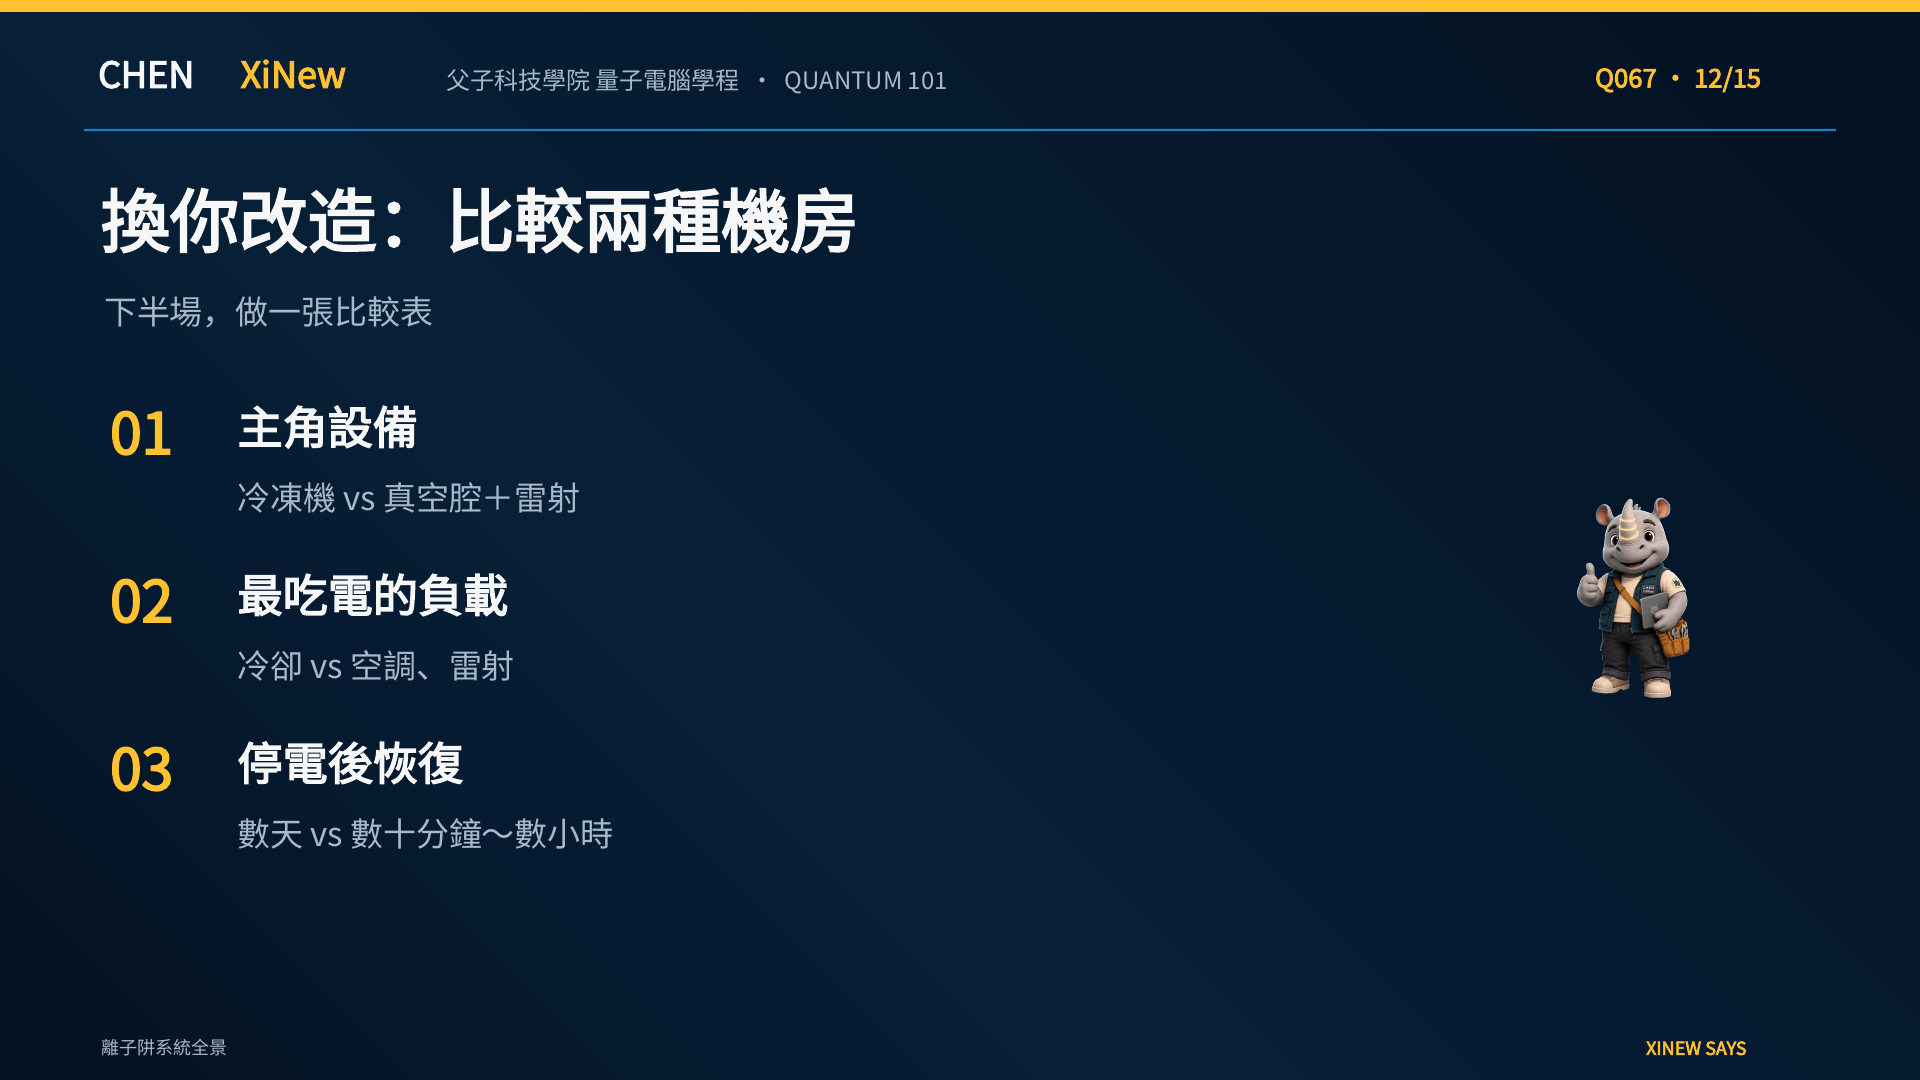 CHEN XiNew 父子科技學院 量子電腦學程 · QUANTUM 101 Q067 · 12/15
換你改造：比較兩種機房
下半場，做一張比較表
01 主角設備
冷凍機 vs 真空腔＋雷射
02 最吃電的負載
冷卻 vs 空調、雷射
03 停電後恢復
數天 vs 數十分鐘～數小時
離子阱系統全景 XINEW SAYS